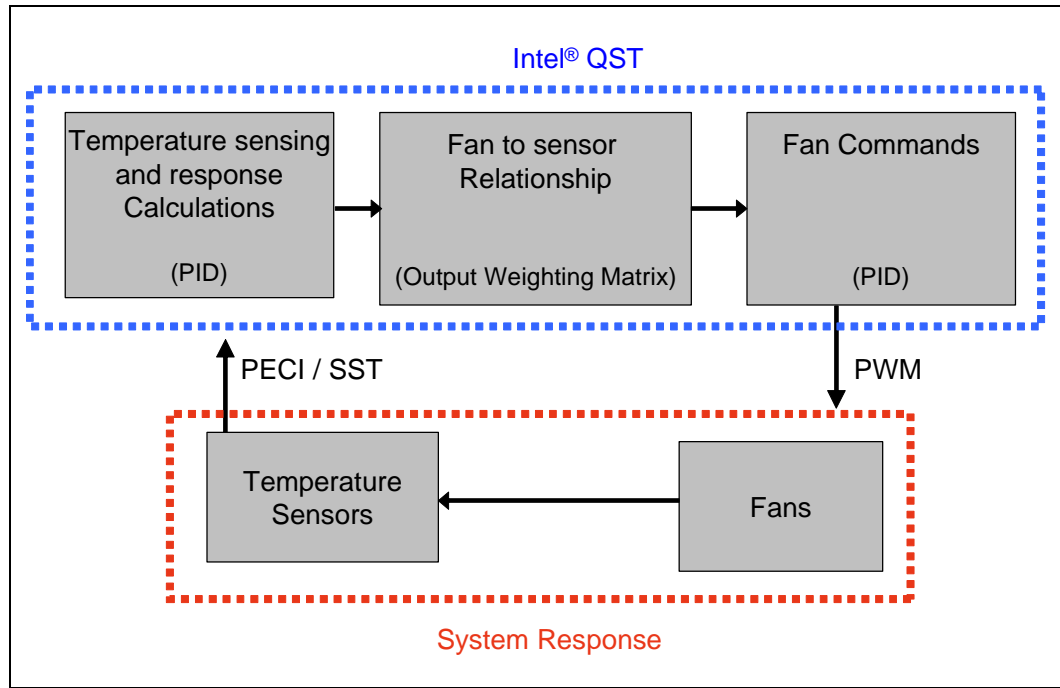 Intel® QST
Temperature sensing
and response
Calculations
(PID)
Fan to sensor
Relationship
(Output Weighting Matrix)
Fan Commands
(PID)
PECI / SST
PWM
Temperature
Sensors
Fans
System Response